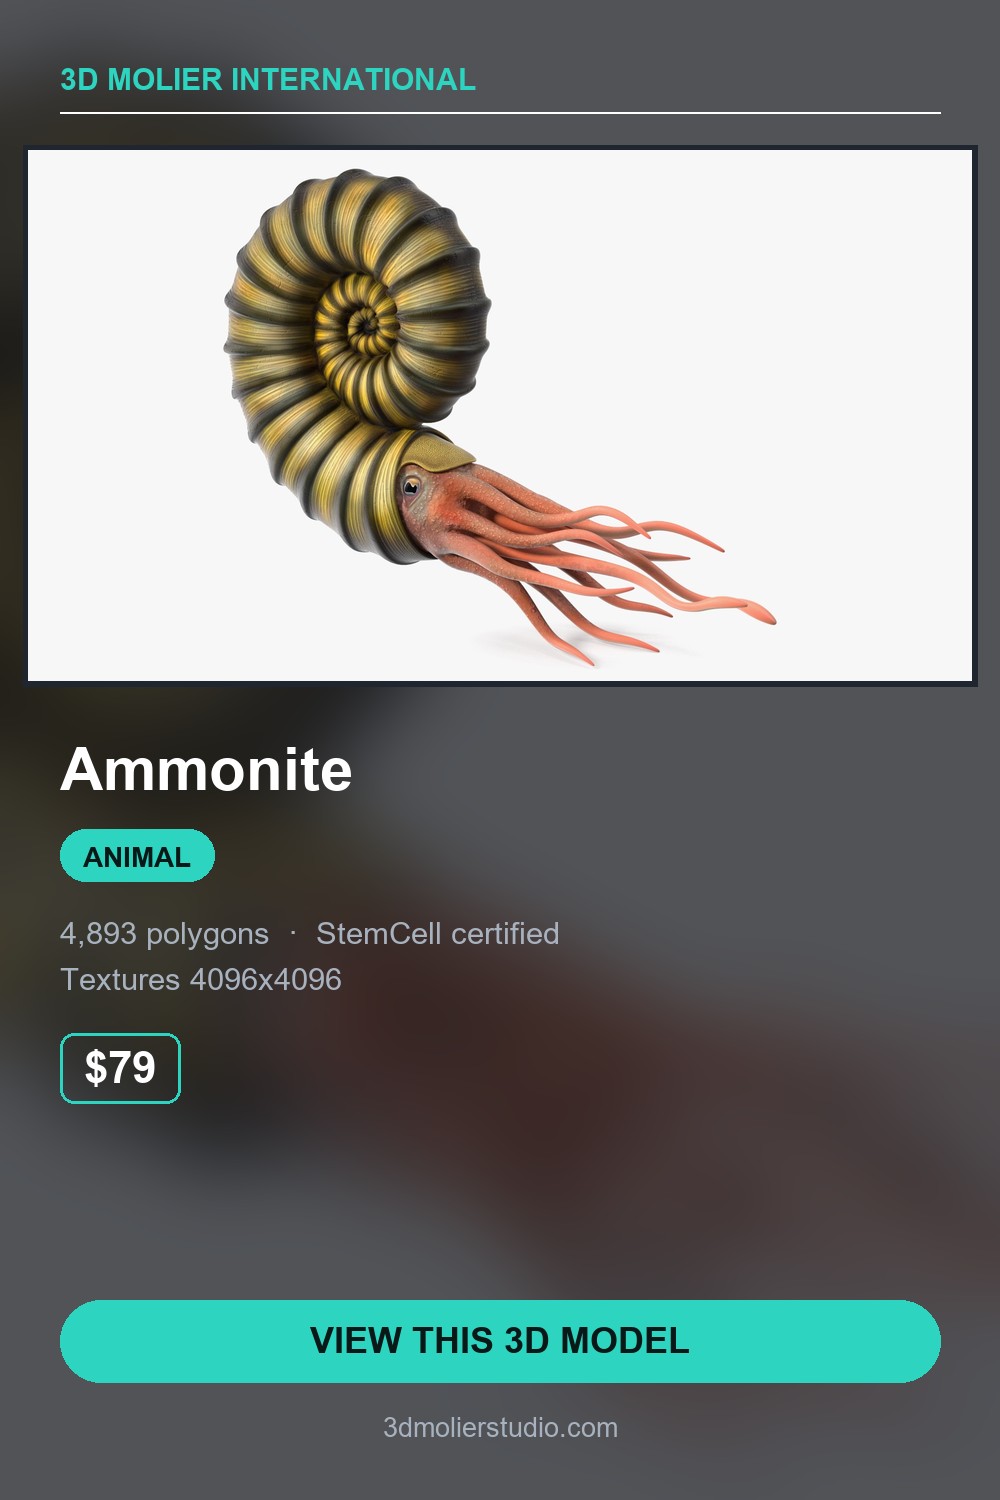 3D MOLIER INTERNATIONAL
Ammonite
ANIMAL
4,893 polygons · StemCell certified
Textures 4096x4096
$79
VIEW THIS 3D MODEL
3dmolierstudio.com